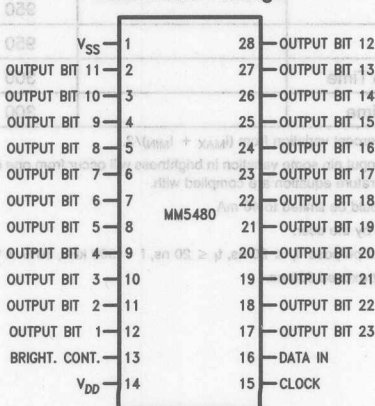 V_SS 1 28 OUTPUT BIT 12
OUTPUT BIT 11 2 27 OUTPUT BIT 13
OUTPUT BIT 10 3 26 OUTPUT BIT 14
OUTPUT BIT 9 4 25 OUTPUT BIT 15
OUTPUT BIT 8 5 24 OUTPUT BIT 16
OUTPUT BIT 7 6 23 OUTPUT BIT 17
OUTPUT BIT 6 7 22 OUTPUT BIT 18
MM5480
OUTPUT BIT 5 8 21 OUTPUT BIT 19
OUTPUT BIT 4 9 20 OUTPUT BIT 20
OUTPUT BIT 3 10 19 OUTPUT BIT 21
OUTPUT BIT 2 11 18 OUTPUT BIT 22
OUTPUT BIT 1 12 17 OUTPUT BIT 23
BRIGHT. CONT. 13 16 DATA IN
V_DD 14 15 CLOCK